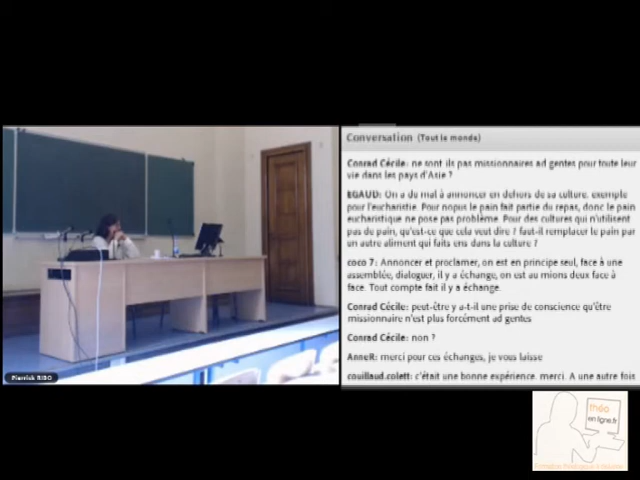 Conversation (Tout le monde)
Conrad Cécile: ne sont ils pas missionnaires ad gentes pour toute leur
vie dans les pays d'Asie ?
EGAUD: On a du mal à annoncer en dehors de sa culture. exemple
pour l'eucharistie. Pour nopus le pain fait partie du repas, donc le pain
eucharistique ne pose pas problème. Pour des cultures qui n'utilisent
pas de pain, qu'est-ce que cela veut dire ? faut-il remplacer le pain par
un autre aliment qui faits ens dans la culture ?
coco 7: Annoncer et proclamer, on est en principe seul, face à une
assemblée, dialoguer, il y a échange, on est au mions deux face à
face. Tout compte fait il y a échange.
Conrad Cécile: peut-être y a-t-il une prise de conscience qu'être
missionnaire n'est plus forcément ad gentes
Conrad Cécile: non ?
AnneR: merci pour ces échanges, je vous laisse
couillaud.colett: c'était une bonne expérience. merci. A une autre fois
Pierrick RIBO
théo
en ligne.fr